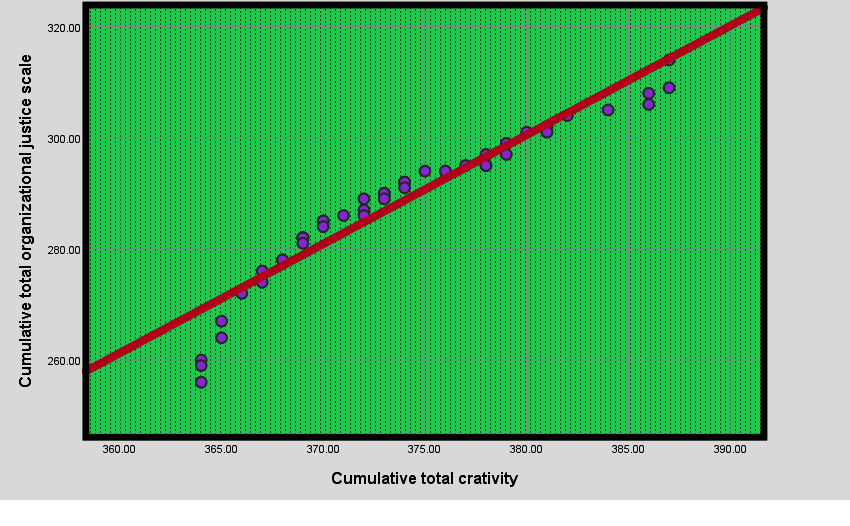 Cumulative total organizational justice scale
320.00
300.00
280.00
260.00
360.00 365.00 370.00 375.00 380.00 385.00 390.00
Cumulative total crativity